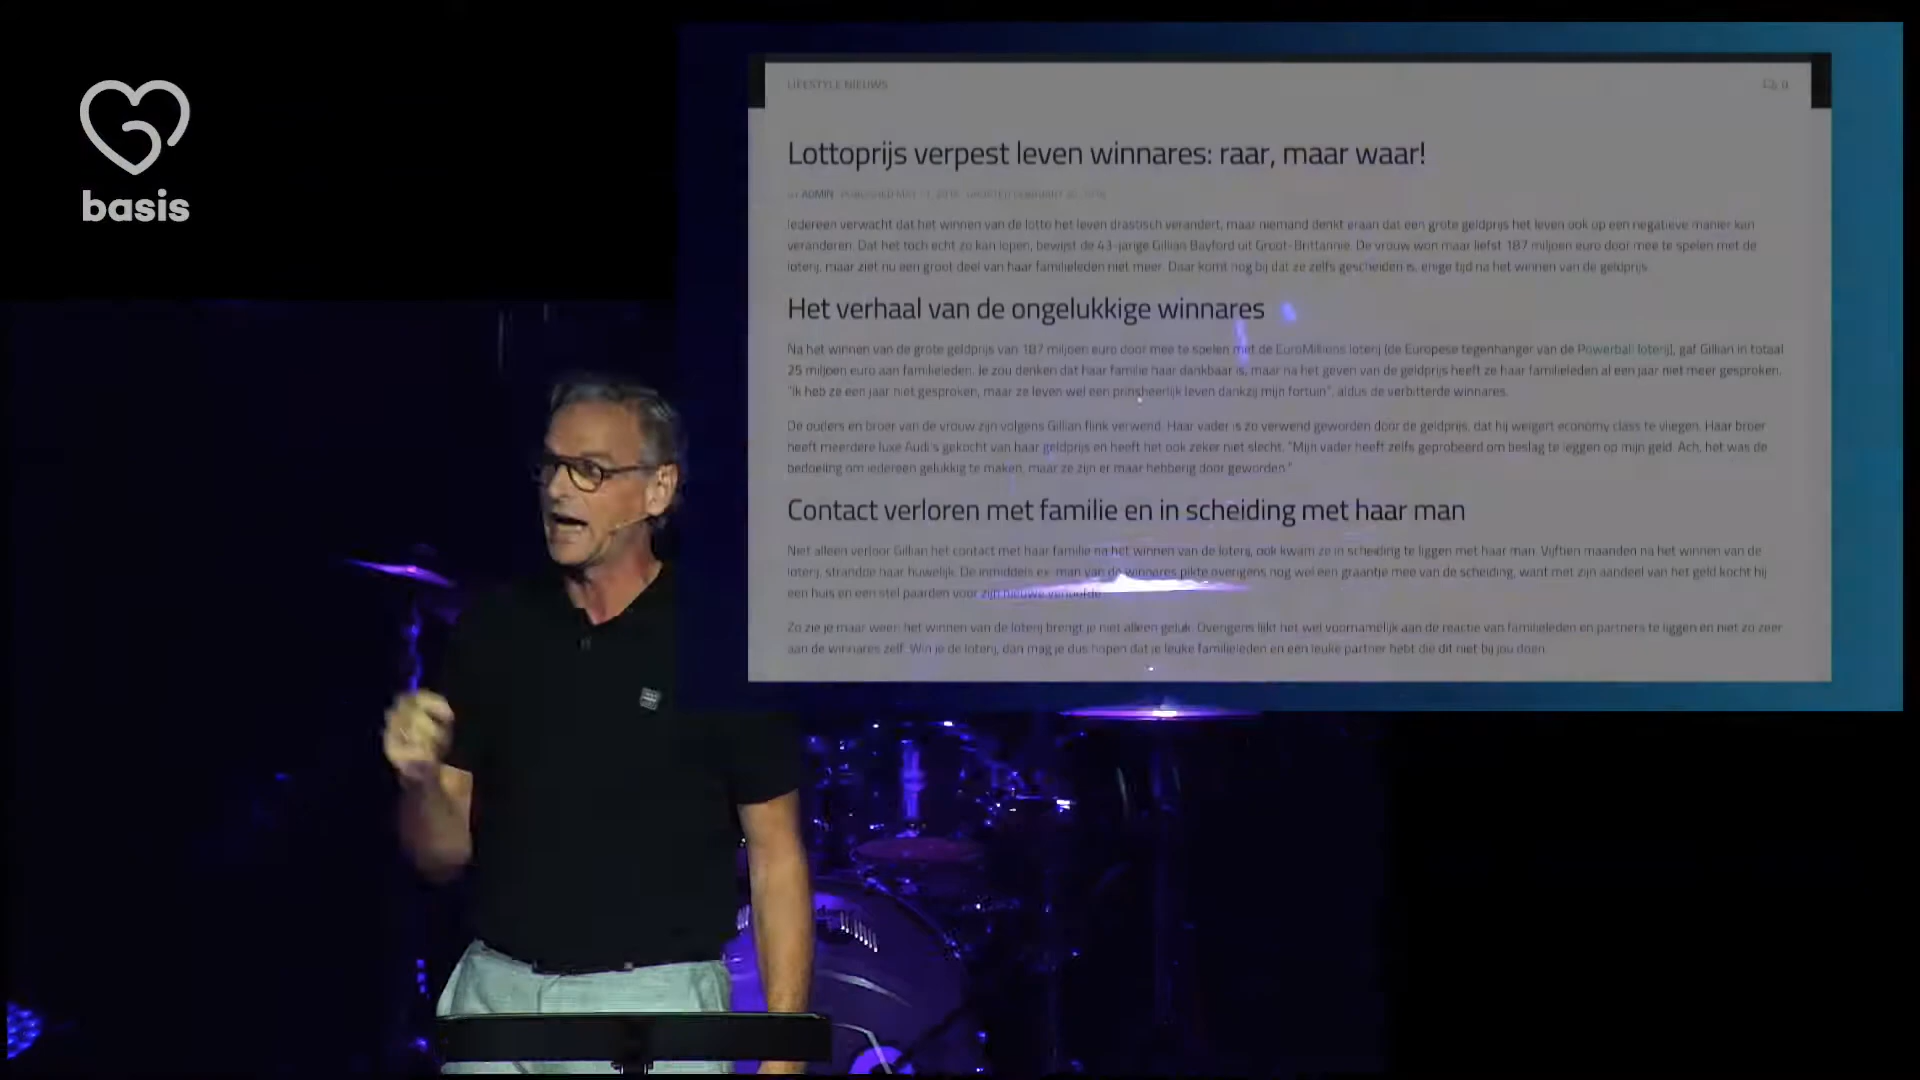 basis
LIFESTYLE NIEUWS
Lottoprijs verpest leven winnares: raar, maar waar!
ADMIN
Iedereen verwacht dat het winnen van de lotto het leven drastisch verandert, maar niemand denkt eraan dat een grote geldprijs het leven ook op een negatieve manier kan
veranderen. Dat het toch echt zo kan lopen, bewijst de 43-jarige Gillian Bayford uit Groot-Brittannië. De vrouw won maar liefst 187 miljoen euro door mee te spelen met de
loterij, maar ziet nu een groot deel van haar familieleden niet meer. Daar komt nog bij dat ze zelfs gescheiden is, enige tijd na het winnen van de geldprijs.
Het verhaal van de ongelukkige winnares
Na het winnen van de grote geldprijs van 187 miljoen euro door mee te spelen met de EuroMillions loterij (de Europese tegenhanger van de Powerball loterij), gaf Gillian in totaal
25 miljoen euro aan familieleden. Je zou denken dat haar familie haar dankbaar is, maar na het geven van de geldprijs heeft ze haar familieleden al een jaar niet meer gesproken.
"Ik heb ze een jaar niet gesproken, maar ze leven wel een prinsheerlijk leven dankzij mijn fortuin", aldus de verbitterde winnares.
De ouders en broer van de vrouw zijn volgens Gillian flink verwend. Haar vader is zo verwend geworden door de geldprijs, dat hij weigert economy class te vliegen. Haar broer
heeft meerdere luxe Audi's gekocht van haar geldprijs en heeft het ook zeker niet slecht. "Mijn vader heeft zelfs geprobeerd om beslag te leggen op mijn geld. Ach, het was de
bedoeling om iedereen gelukkig te maken, maar ze zijn er maar hebberig door geworden."
Contact verloren met familie en in scheiding met haar man
Niet alleen verloor Gillian het contact met haar familie na het winnen van de loterij, ook kwam ze in scheiding te liggen met haar man. Vijftien maanden na het winnen van de
loterij, strandde haar huwelijk. De inmiddels ex-man van de winnares pikte overigens nog wel een graantje mee van de scheiding, want met zijn aandeel van het geld kocht hij
een huis en een stel paarden voor zijn nieuwe verloofde.
Zo zie je maar weer: het winnen van de loterij brengt je niet alleen geluk. Overigens lijkt het wel voornamelijk aan de reactie van familieleden en partners te liggen en niet zo zeer
aan de winnares zelf. Win je de loterij, dan mag je dus hopen dat je leuke familieleden en een leuke partner hebt die dit niet bij jou doen.